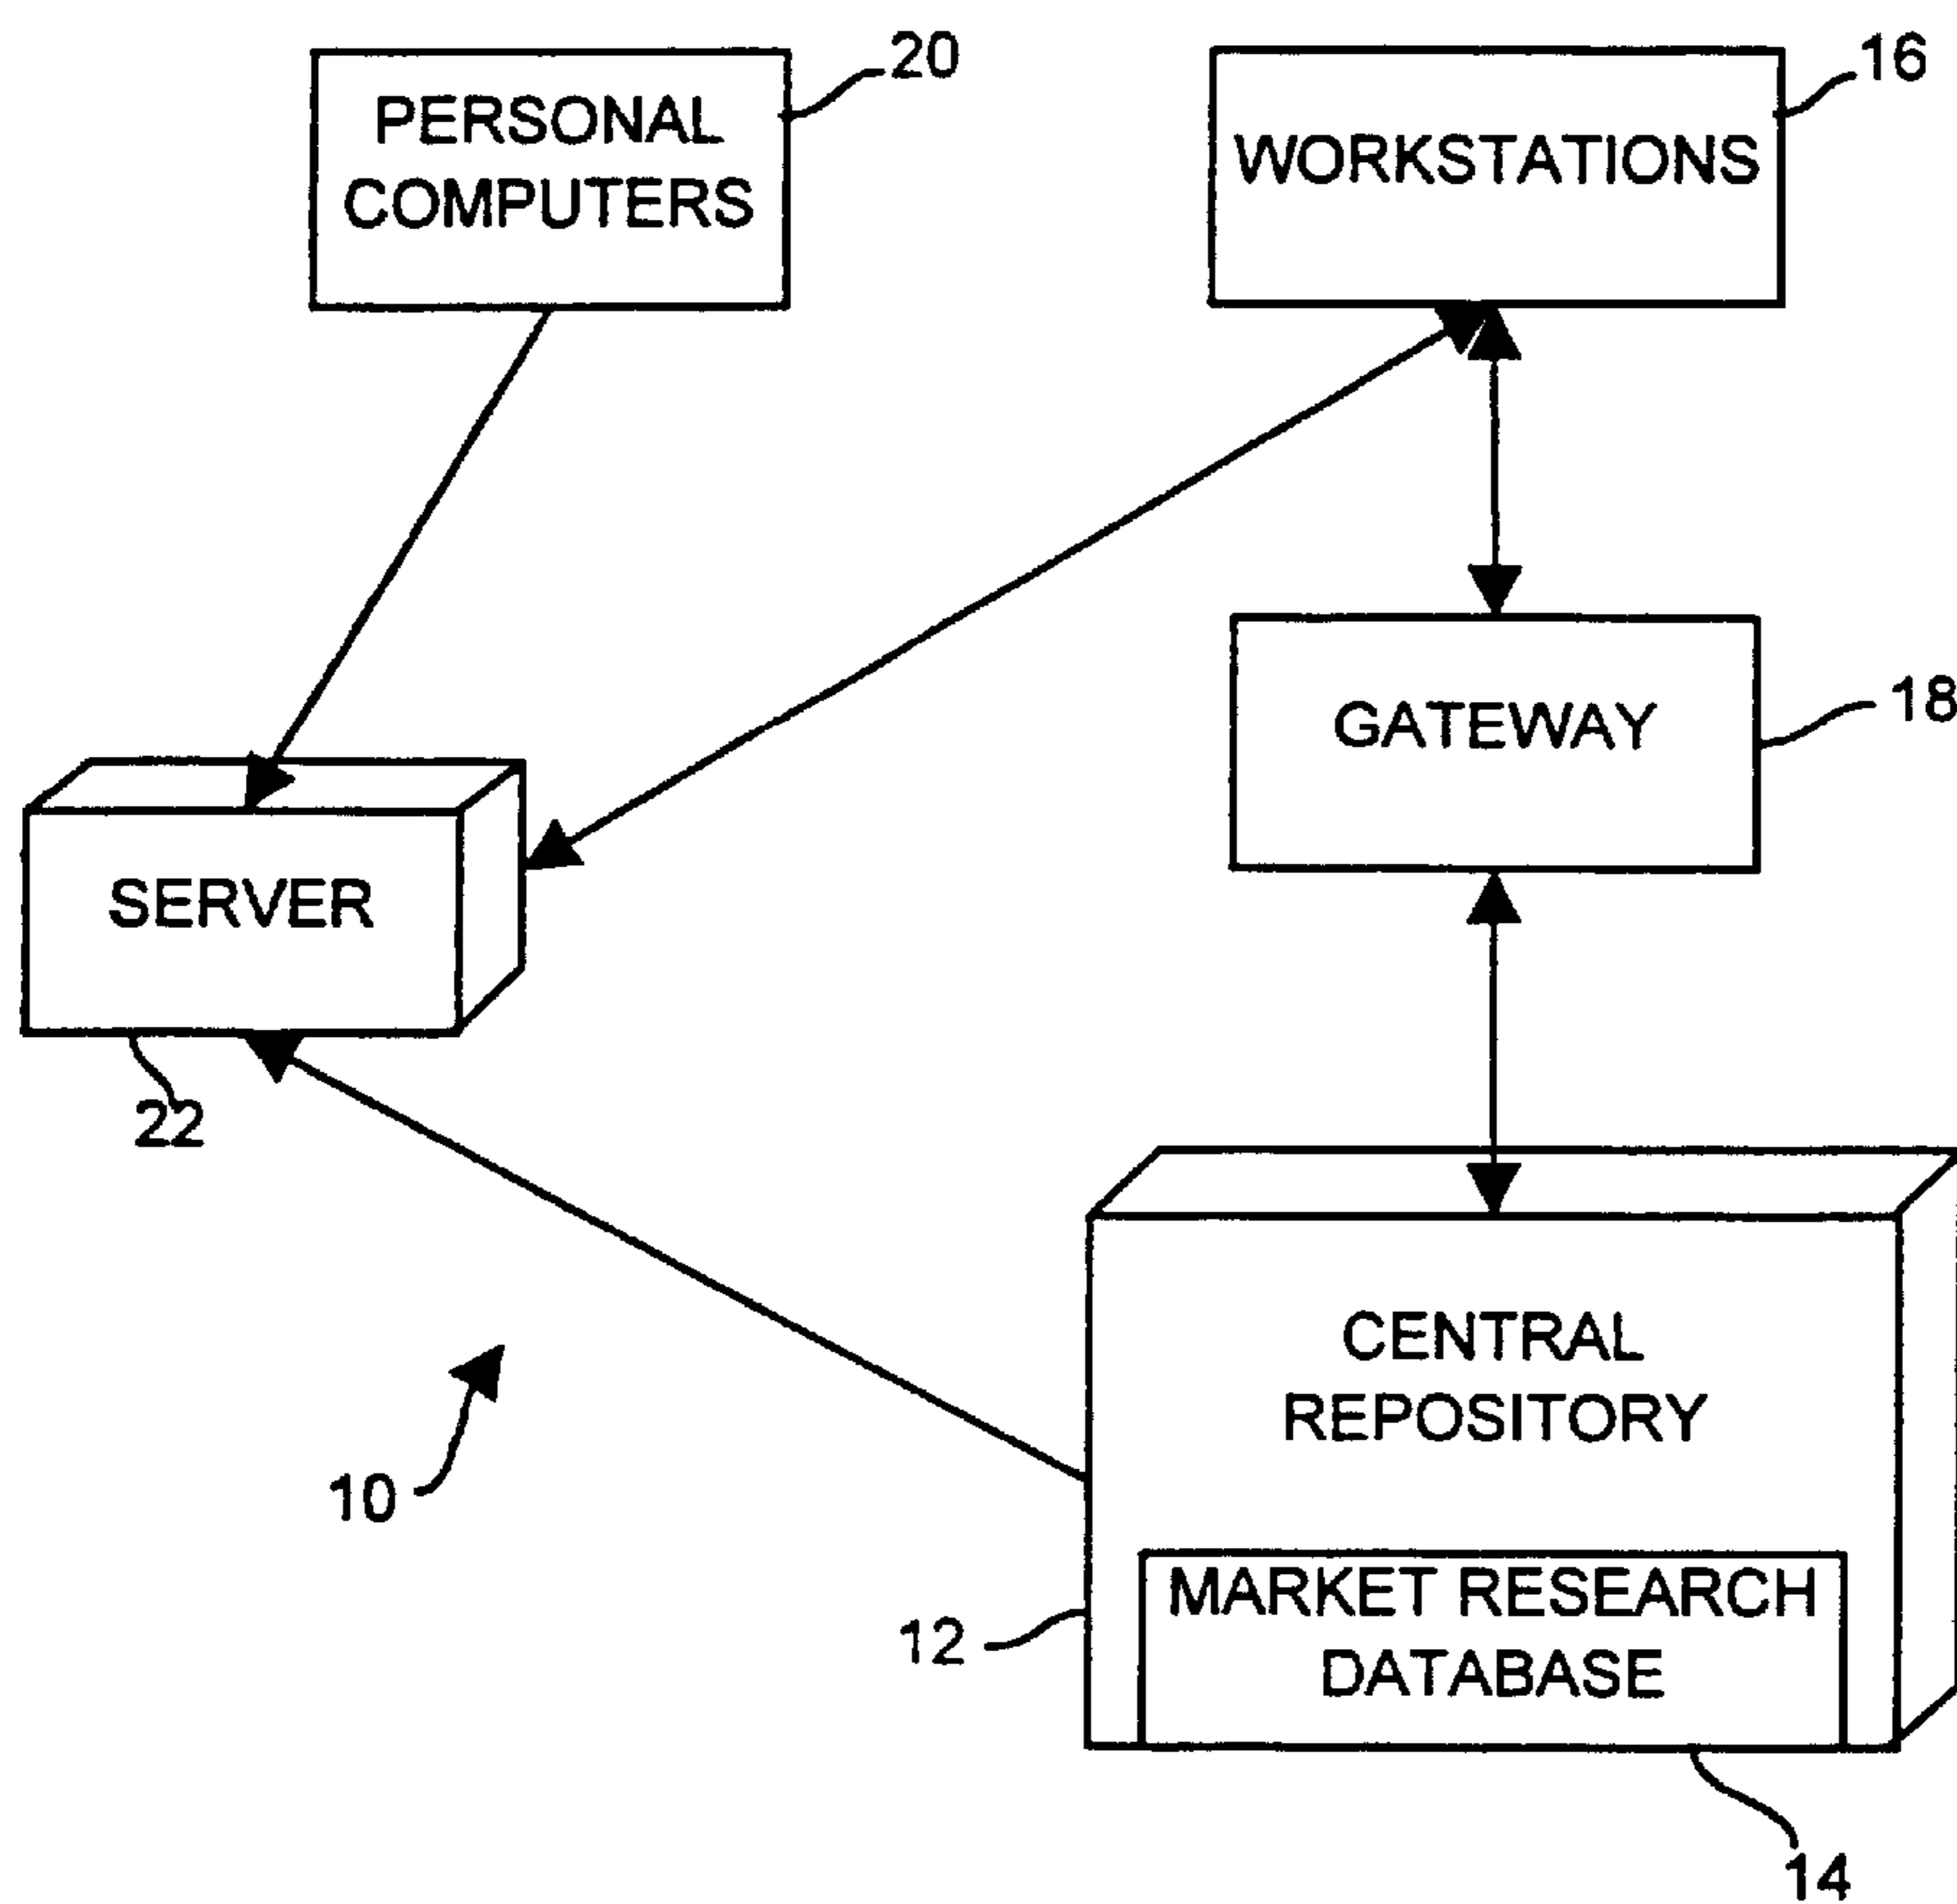 20
16
PERSONAL
COMPUTERS
WORKSTATIONS
18
GATEWAY
SERVER
22
CENTRAL
REPOSITORY
10
MARKET RESEARCH
12
DATABASE
14